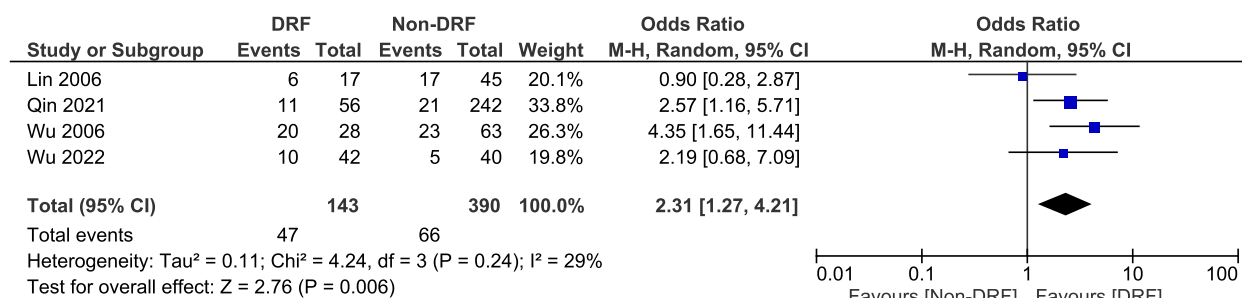 DRF Non-DRF Odds Ratio Odds Ratio
Study or Subgroup Events Total Events Total Weight M-H, Random, 95% CI M-H, Random, 95% CI
Lin 2006 6 17 17 45 20.1% 0.90 [0.28, 2.87]
Qin 2021 11 56 21 242 33.8% 2.57 [1.16, 5.71]
Wu 2006 20 28 23 63 26.3% 4.35 [1.65, 11.44]
Wu 2022 10 42 5 40 19.8% 2.19 [0.68, 7.09]
Total (95% CI) 143 390 100.0% 2.31 [1.27, 4.21]
Total events 47 66
Heterogeneity: Tau² = 0.11; Chi² = 4.24, df = 3 (P = 0.24); I² = 29%
Test for overall effect: Z = 2.76 (P = 0.006)
0.01 0.1 1 10 100
Favours [Non-DRF] Favours [DRF]